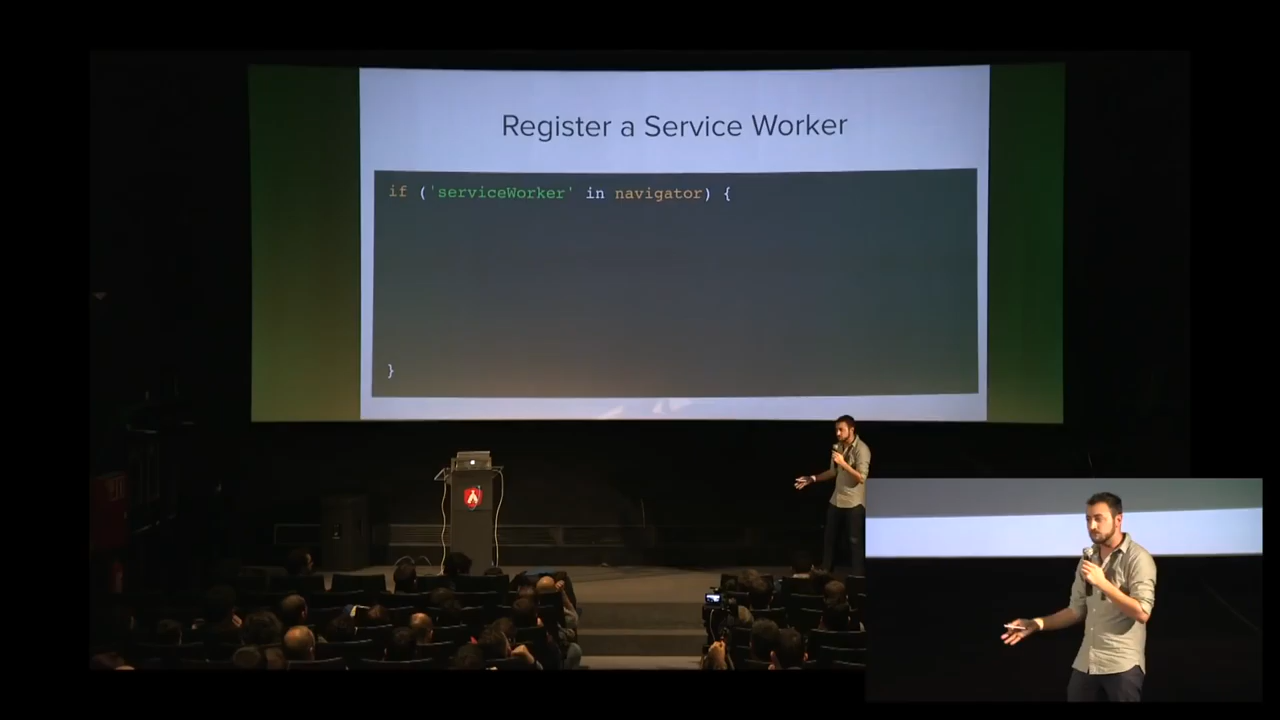 Register a Service Worker
if ('serviceWorker' in navigator) {
}